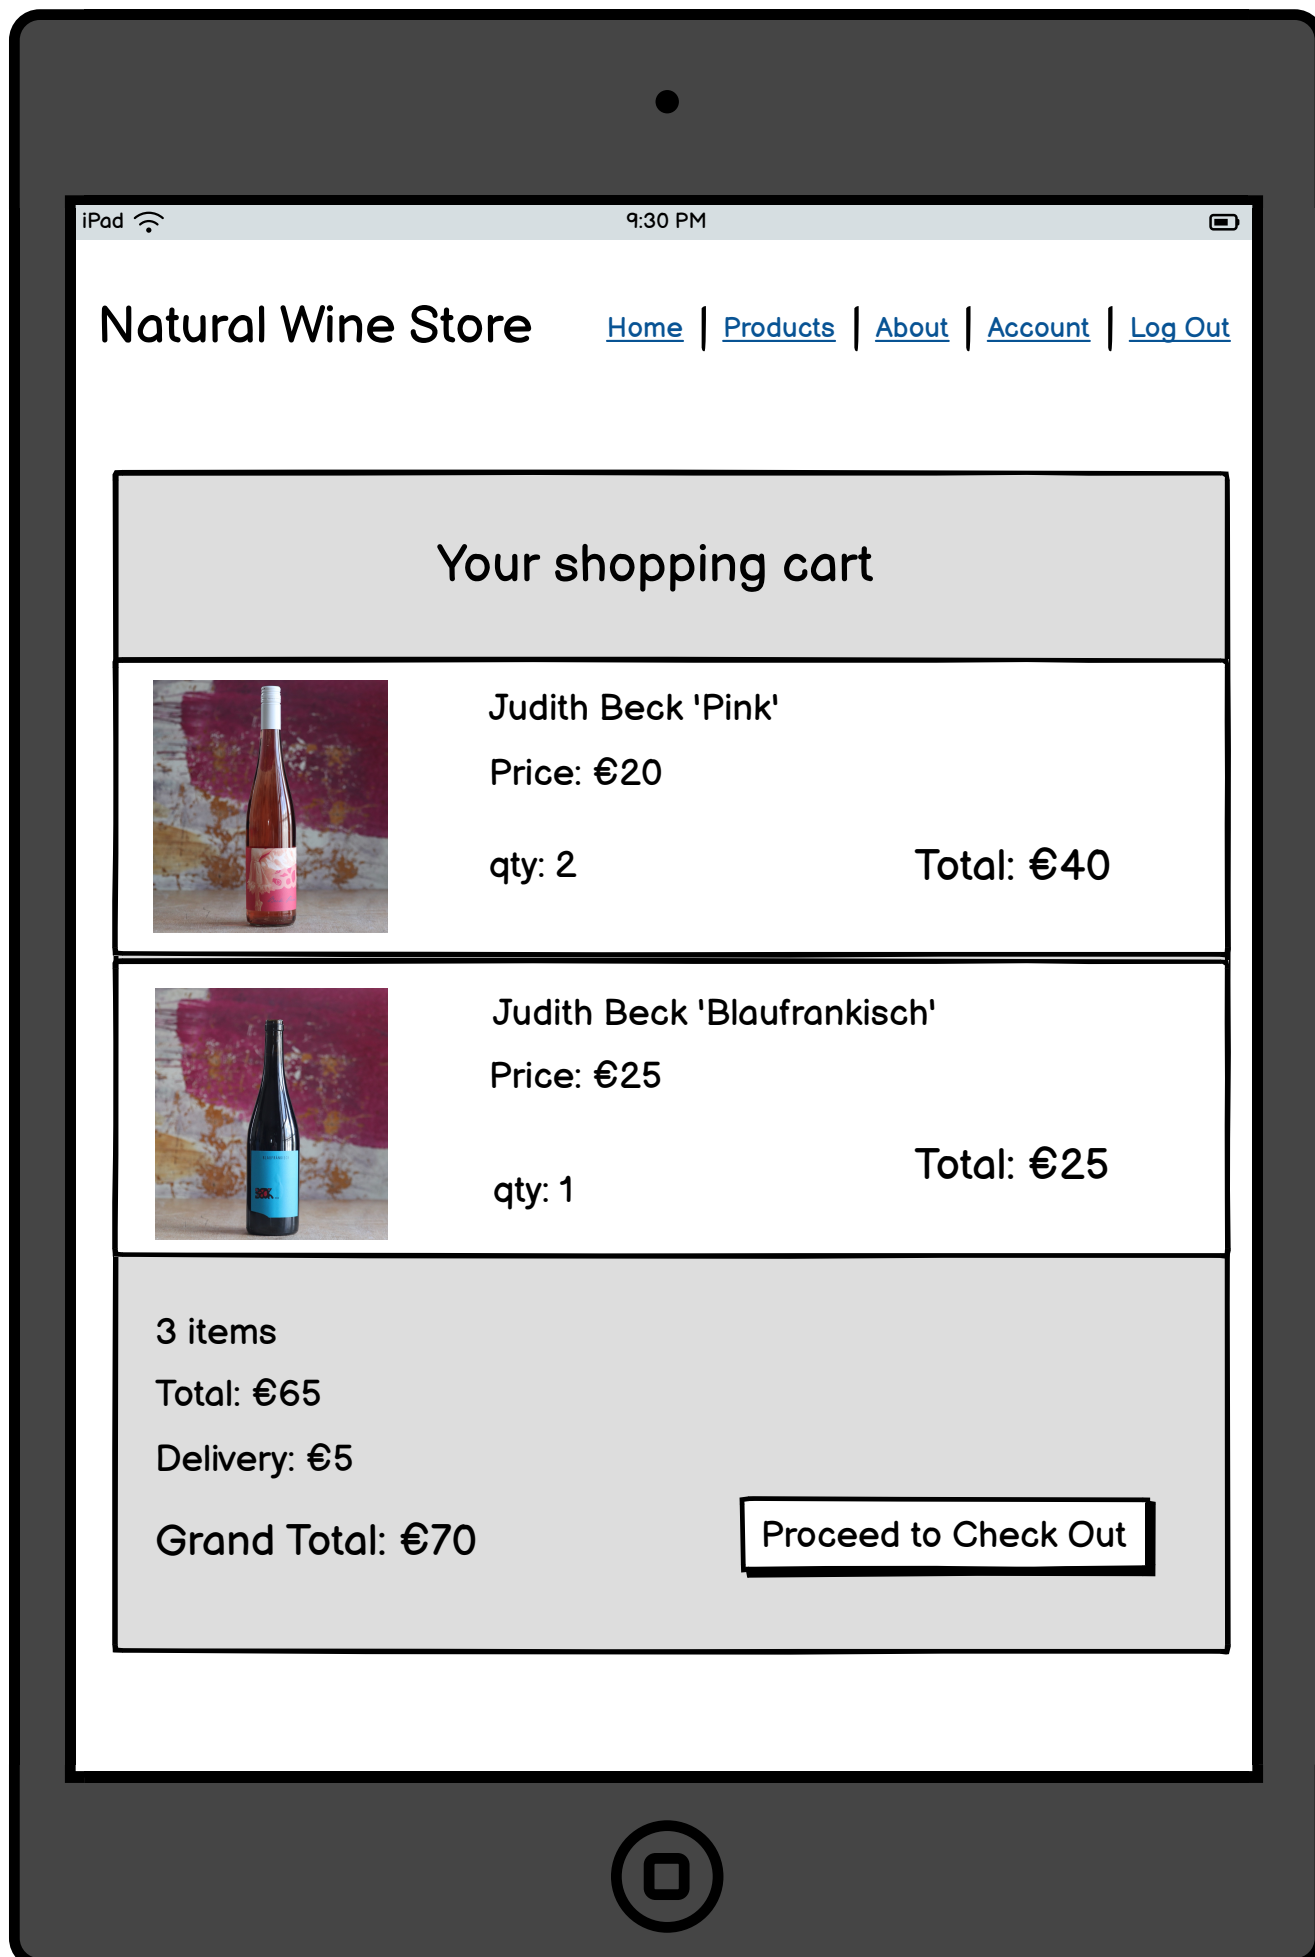 iPad 9:30 PM
Natural Wine Store Home Products About Account Log Out
Your shopping cart
Judith Beck 'Pink'
Price: €20
qty: 2 Total: €40
Judith Beck 'Blaufrankisch'
Price: €25
Total: €25
qty: 1
3 items
Total: €65
Delivery: €5
Grand Total: €70 Proceed to Check Out